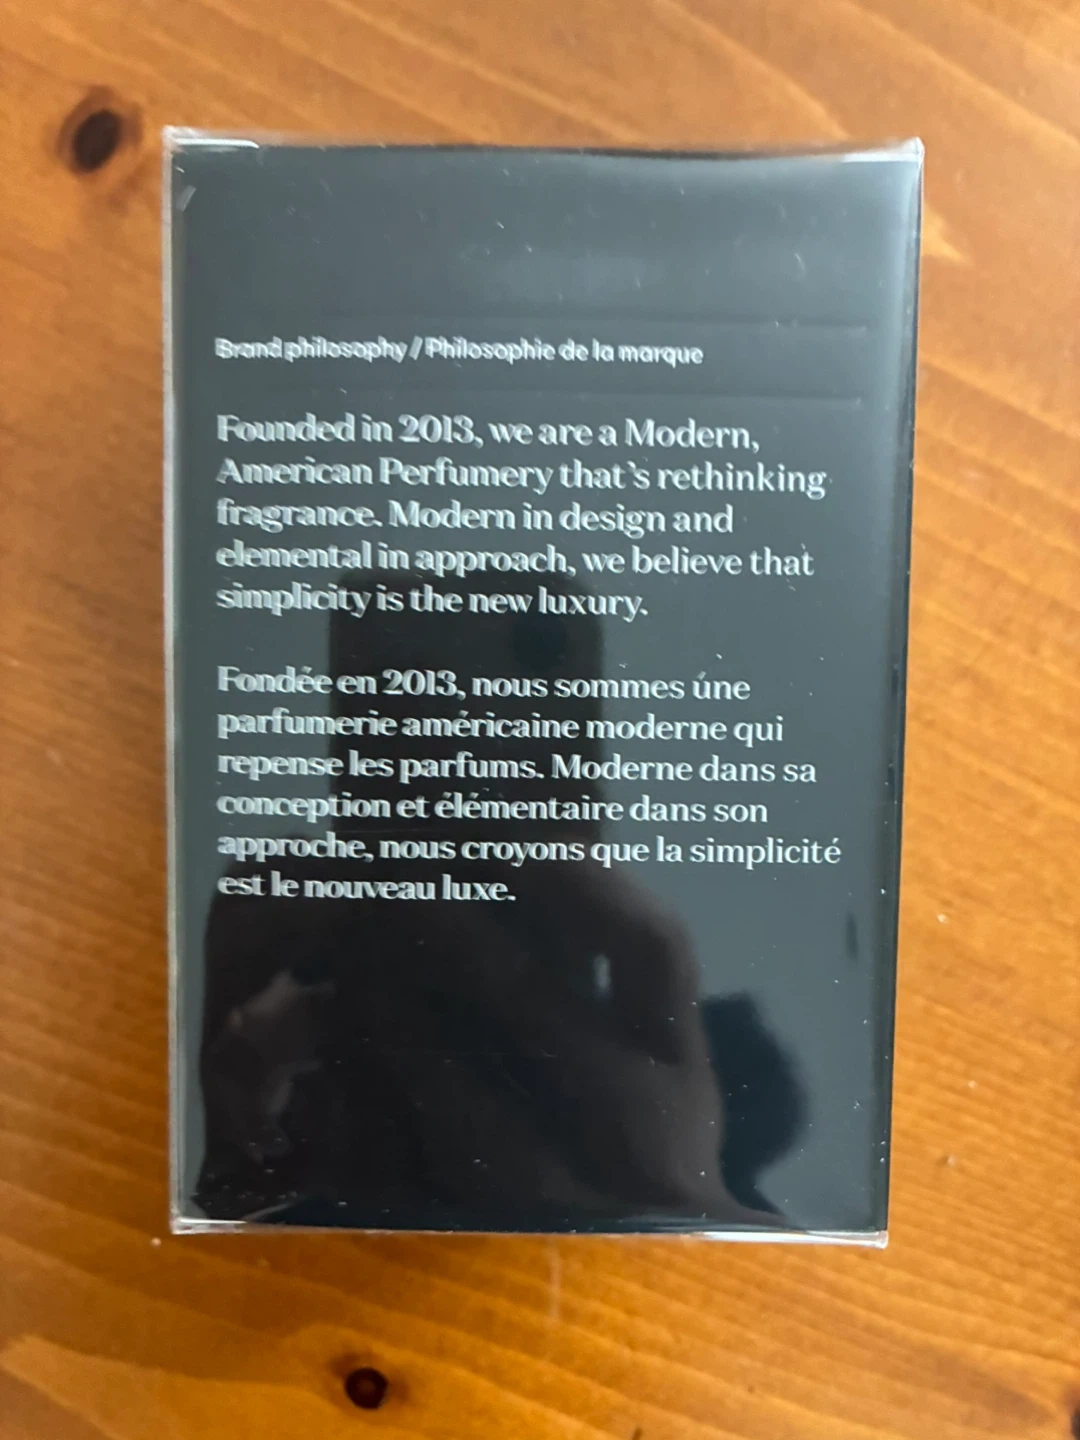 Brand philosophy / Philosophie de la marque
Founded in 2013, we are a Modern,
American Perfumery that's rethinking
fragrance. Modern in design and
elemental in approach, we believe that
simplicity is the new luxury.
Fondée en 2013, nous sommes une
parfumerie américaine moderne qui
repense les parfums. Moderne dans sa
conception et élémentaire dans son
approche, nous croyons que la simplicité
est le nouveau luxe.